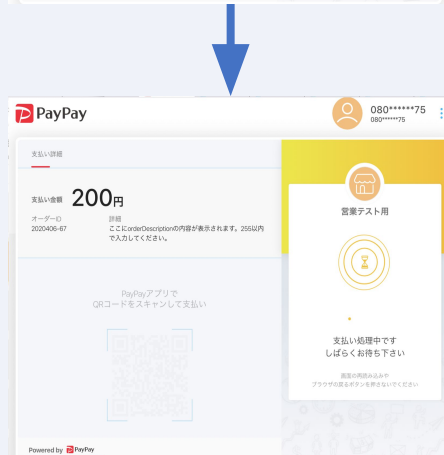 PayPay
080******75
080******75
支払い詳細
支払い金額 200円
オーダーID
2020406-67
詳細
ここにorderDescriptionの内容が表示されます。255以内
で入力してください。
PayPayアプリで
QRコードをスキャンして支払い
Powered by PayPay
営業テスト用
支払い処理中です
しばらくお待ち下さい
画面の再読み込みや
ブラウザの戻るボタンを押さないでください